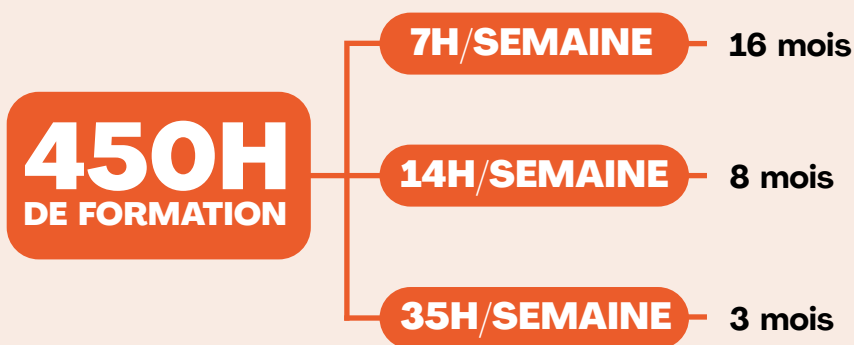 450H
DE FORMATION
7H/SEMAINE
16 mois
14H/SEMAINE
8 mois
35H/SEMAINE
3 mois